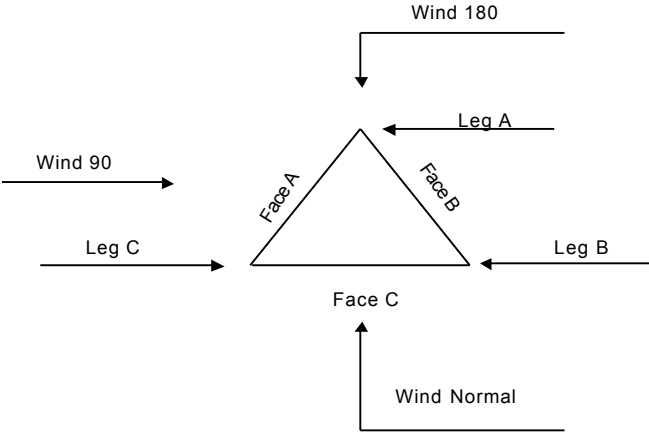 Wind 180
Leg A
Wind 90
Face A
Face B
Leg C
Leg B
Face C
Wind Normal